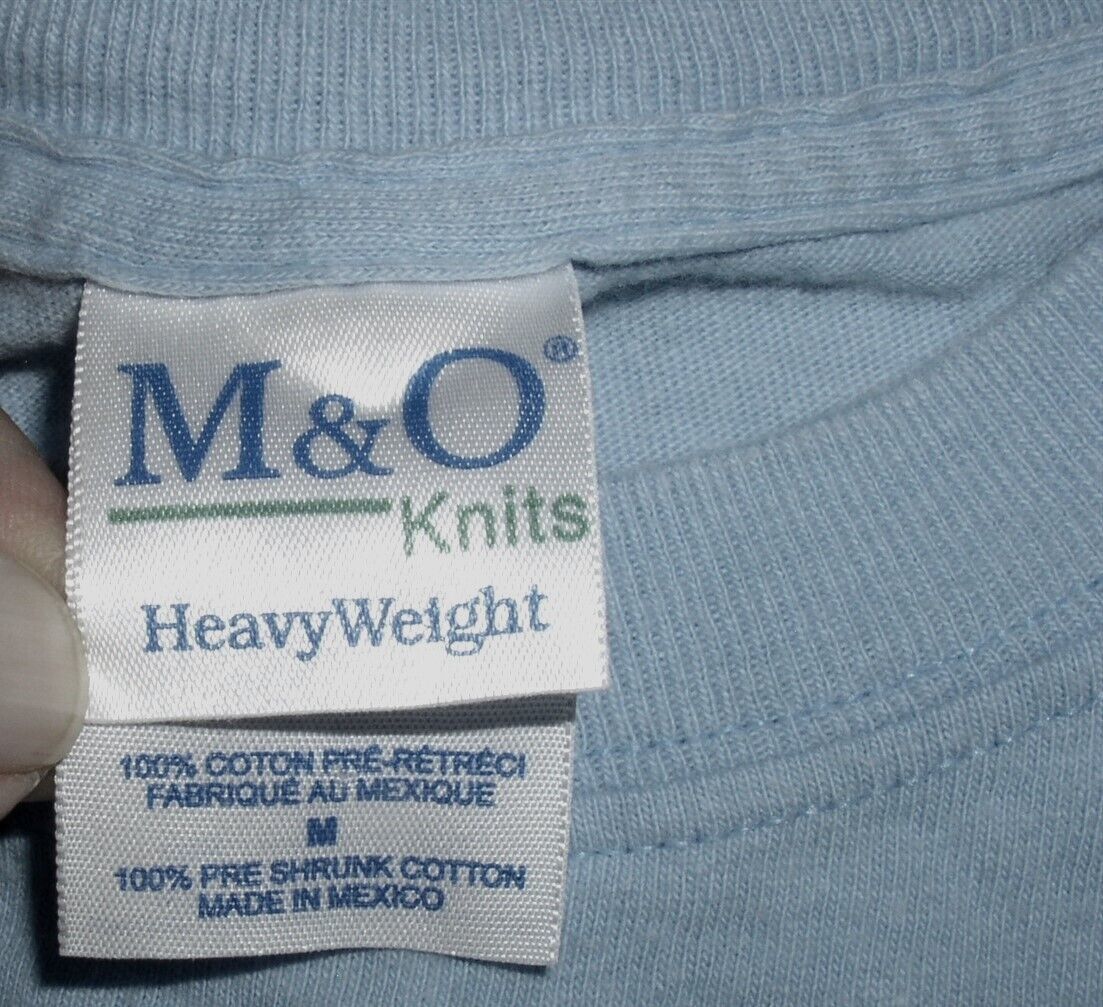 M&O®
Knits
HeavyWeight
100% COTON PRÉ-RÉTRÉCI
FABRIQUÉ AU MEXIQUE
M
100% PRE SHRUNK COTTON
MADE IN MEXICO